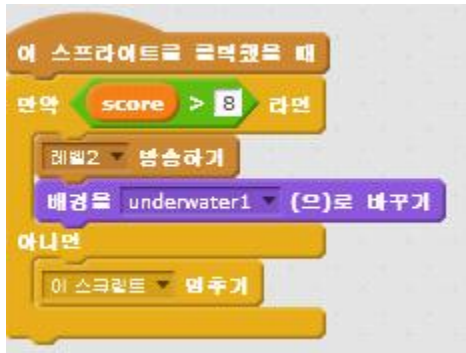 이 스프라이트를 클릭했을 때
만약 score > 8 라면
레벨2 방송하기
배경을 underwater1 (으)로 바꾸기
아니면
이 스크립트 멈추기